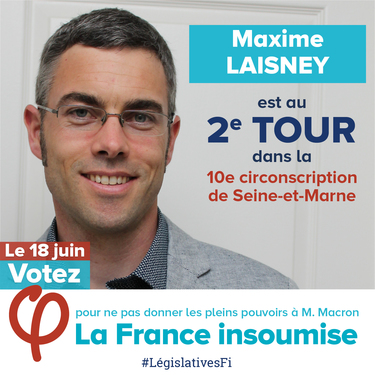 Maxime
LAISNEY
est au
2e TOUR
dans la
10e circonscription
de Seine-et-Marne
Le 18 juin
Votez
pour ne pas donner les pleins pouvoirs à M. Macron
La France insoumise
#LégislativesFi